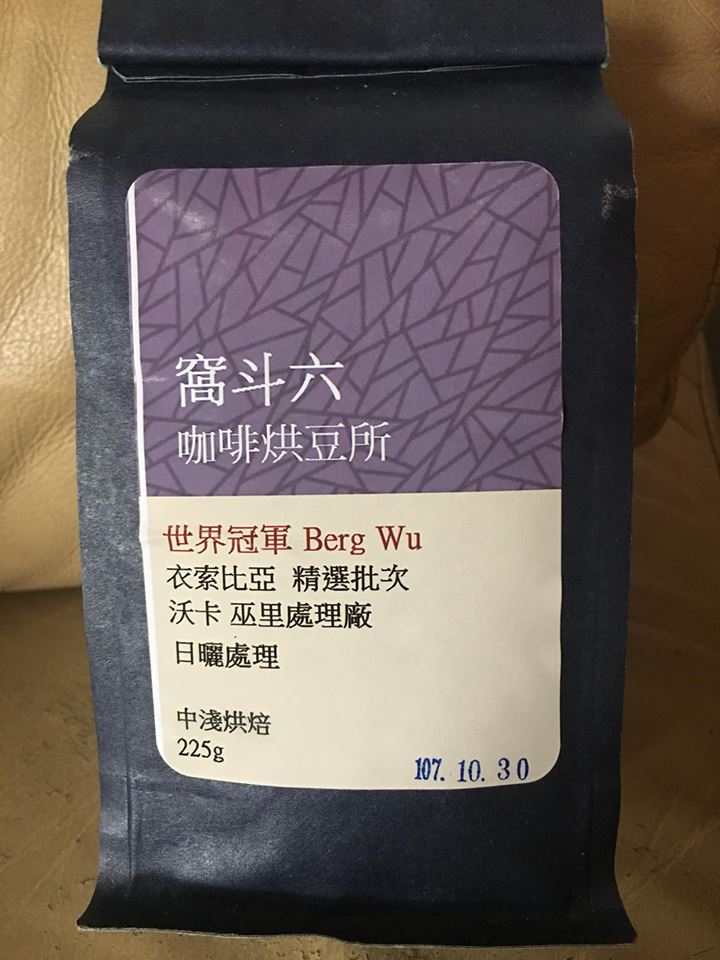 窩斗六
咖啡烘豆所
世界冠軍 Berg Wu
衣索比亞 精選批次
沃卡 巫里處理廠
日曬處理
中淺烘焙
225g
107. 10. 30